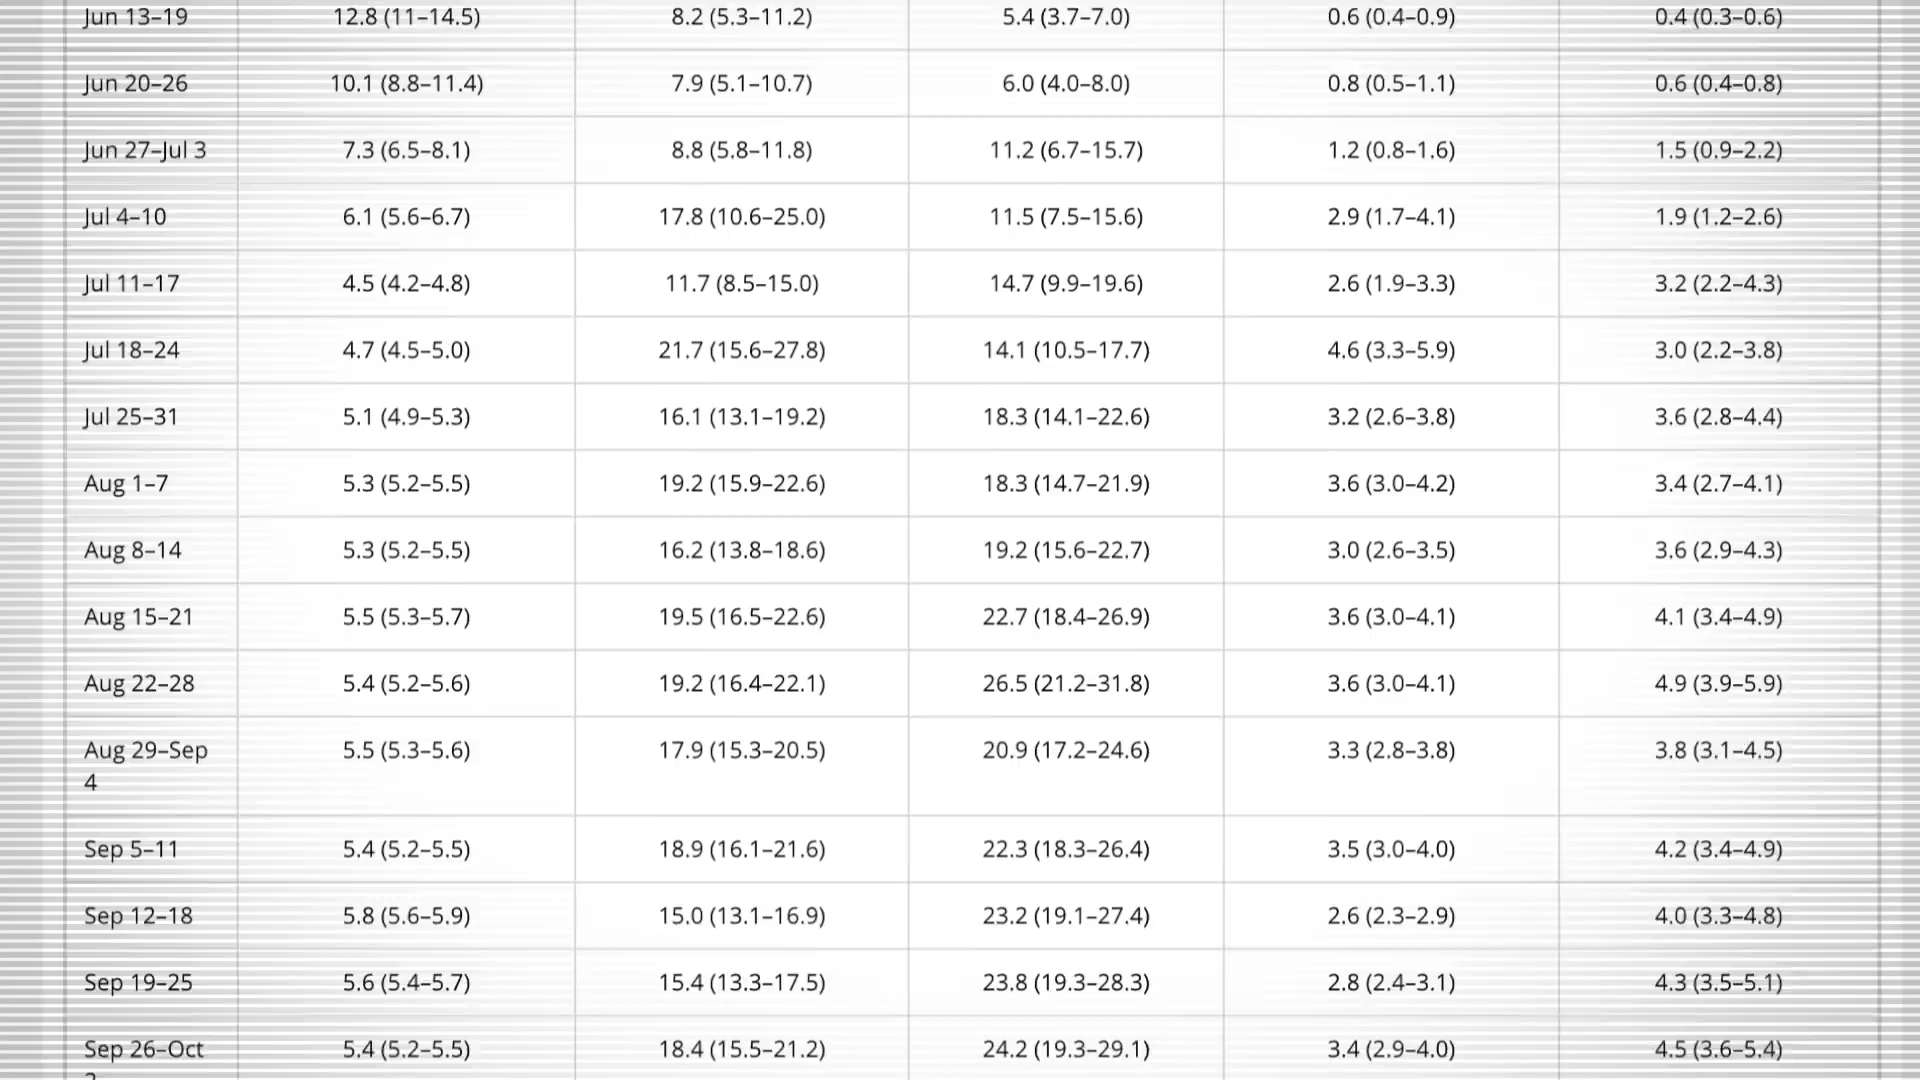 Jun 13–19 12.8 (11–14.5) 8.2 (5.3–11.2) 5.4 (3.7–7.0) 0.6 (0.4–0.9) 0.4 (0.3–0.6)
Jun 20–26 10.1 (8.8–11.4) 7.9 (5.1–10.7) 6.0 (4.0–8.0) 0.8 (0.5–1.1) 0.6 (0.4–0.8)
Jun 27–Jul 3 7.3 (6.5–8.1) 8.8 (5.8–11.8) 11.2 (6.7–15.7) 1.2 (0.8–1.6) 1.5 (0.9–2.2)
Jul 4–10 6.1 (5.6–6.7) 17.8 (10.6–25.0) 11.5 (7.5–15.6) 2.9 (1.7–4.1) 1.9 (1.2–2.6)
Jul 11–17 4.5 (4.2–4.8) 11.7 (8.5–15.0) 14.7 (9.9–19.6) 2.6 (1.9–3.3) 3.2 (2.2–4.3)
Jul 18–24 4.7 (4.5–5.0) 21.7 (15.6–27.8) 14.1 (10.5–17.7) 4.6 (3.3–5.9) 3.0 (2.2–3.8)
Jul 25–31 5.1 (4.9–5.3) 16.1 (13.1–19.2) 18.3 (14.1–22.6) 3.2 (2.6–3.8) 3.6 (2.8–4.4)
Aug 1–7 5.3 (5.2–5.5) 19.2 (15.9–22.6) 18.3 (14.7–21.9) 3.6 (3.0–4.2) 3.4 (2.7–4.1)
Aug 8–14 5.3 (5.2–5.5) 16.2 (13.8–18.6) 19.2 (15.6–22.7) 3.0 (2.6–3.5) 3.6 (2.9–4.3)
Aug 15–21 5.5 (5.3–5.7) 19.5 (16.5–22.6) 22.7 (18.4–26.9) 3.6 (3.0–4.1) 4.1 (3.4–4.9)
Aug 22–28 5.4 (5.2–5.6) 19.2 (16.4–22.1) 26.5 (21.2–31.8) 3.6 (3.0–4.1) 4.9 (3.9–5.9)
Aug 29–Sep 5.5 (5.3–5.6) 17.9 (15.3–20.5) 20.9 (17.2–24.6) 3.3 (2.8–3.8) 3.8 (3.1–4.5)
4
Sep 5–11 5.4 (5.2–5.5) 18.9 (16.1–21.6) 22.3 (18.3–26.4) 3.5 (3.0–4.0) 4.2 (3.4–4.9)
Sep 12–18 5.8 (5.6–5.9) 15.0 (13.1–16.9) 23.2 (19.1–27.4) 2.6 (2.3–2.9) 4.0 (3.3–4.8)
Sep 19–25 5.6 (5.4–5.7) 15.4 (13.3–17.5) 23.8 (19.3–28.3) 2.8 (2.4–3.1) 4.3 (3.5–5.1)
Sep 26–Oct 5.4 (5.2–5.5) 18.4 (15.5–21.2) 24.2 (19.3–29.1) 3.4 (2.9–4.0) 4.5 (3.6–5.4)